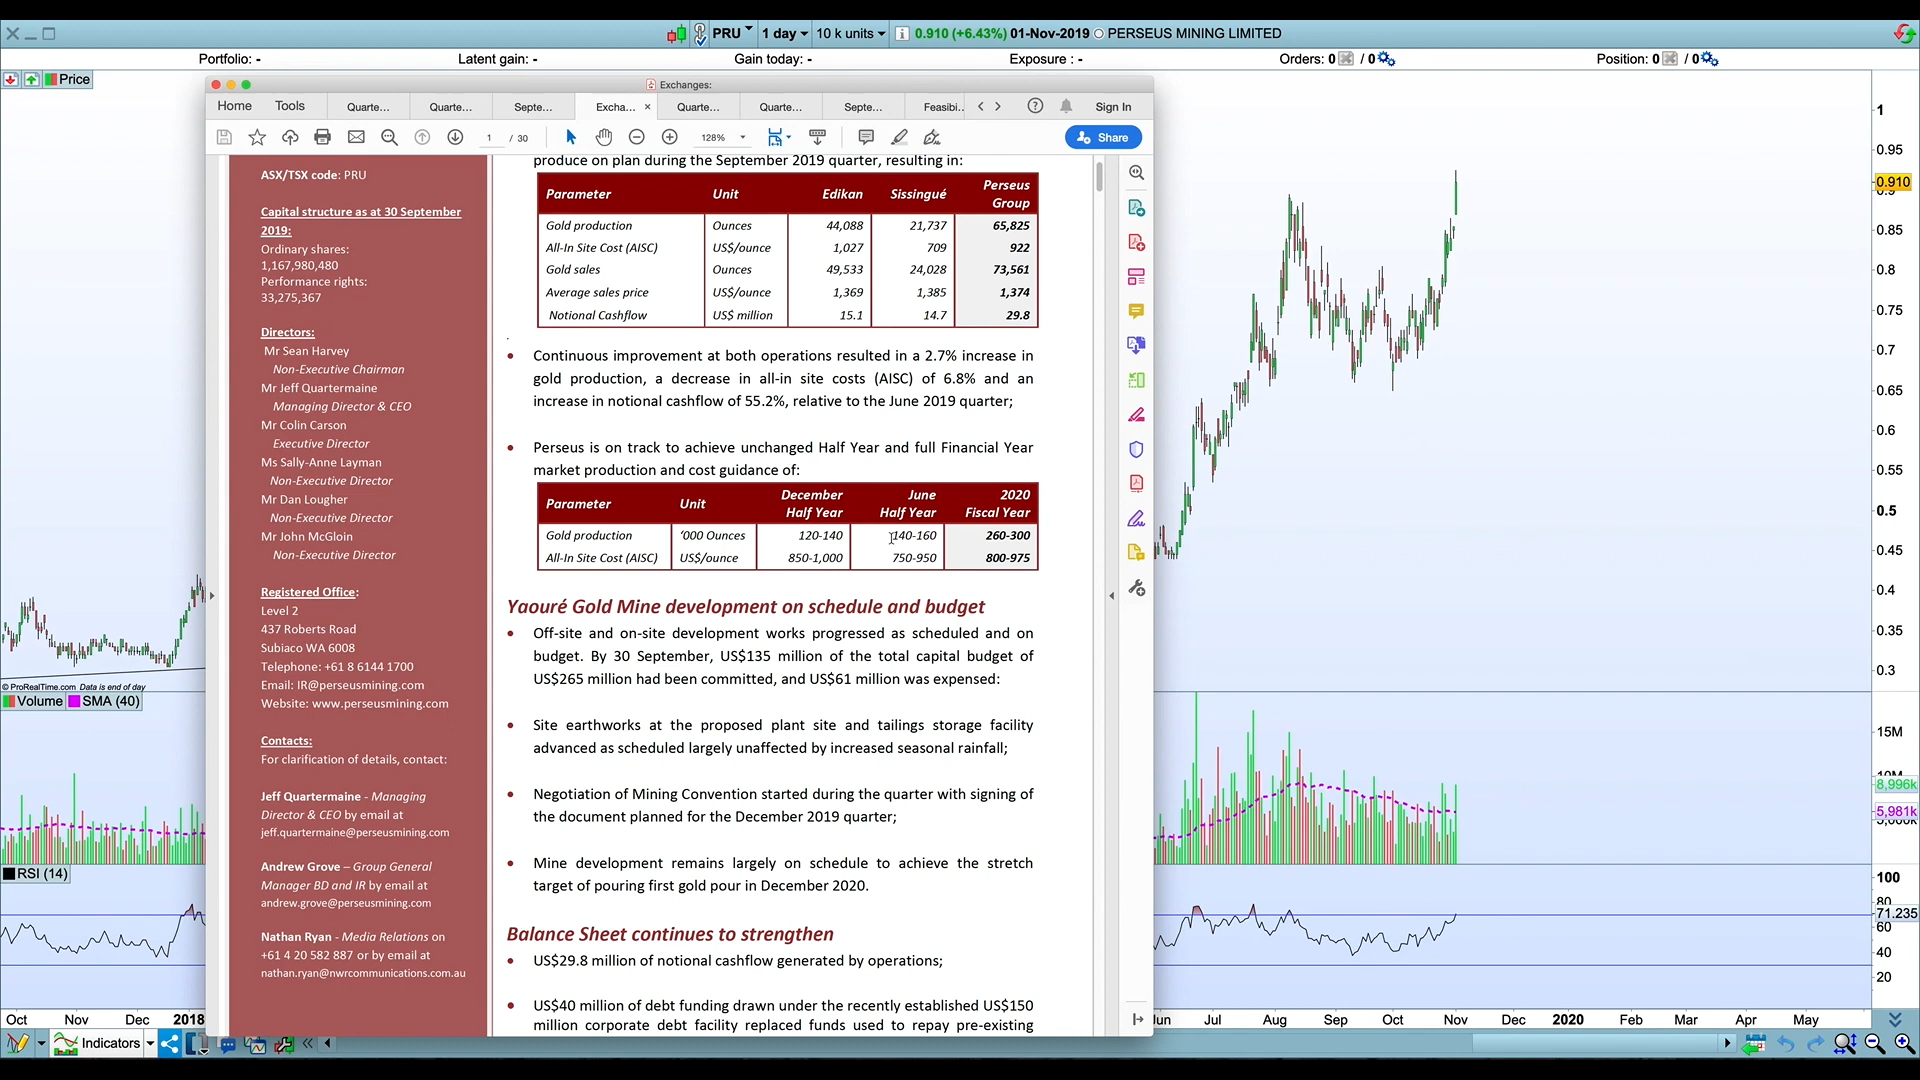 PRU 1 day 10 k units 0.910 (+6.43%) 01-Nov-2019 PERSEUS MINING LIMITED
Portfolio: - Latent gain: - Gain today: - Exposure : - Orders: 0 / 0 Position: 0 / 0
Price
Exchanges:
Home Tools Quarte... Quarte... Septe... Excha... Quarte... Quarte... Septe... Feasibi.. Sign In
1 / 30 128% Share
ASX/TSX code: PRU
Capital structure as at 30 September
2019:
Ordinary shares:
1,167,980,480
Performance rights:
33,275,367
Directors:
Mr Sean Harvey
Non-Executive Chairman
Mr Jeff Quartermaine
Managing Director & CEO
Mr Colin Carson
Executive Director
Ms Sally-Anne Layman
Non-Executive Director
Mr Dan Lougher
Non-Executive Director
Mr John McGloin
Non-Executive Director
Registered Office:
Level 2
437 Roberts Road
Subiaco WA 6008
Telephone: +61 8 6144 1700
Email: IR@perseusmining.com
Website: www.perseusmining.com
Contacts:
For clarification of details, contact:
Jeff Quartermaine - Managing
Director & CEO by email at
jeff.quartermaine@perseusmining.com
Andrew Grove – Group General
Manager BD and IR by email at
andrew.grove@perseusmining.com
Nathan Ryan - Media Relations on
+61 4 20 582 887 or by email at
nathan.ryan@nwrcommunications.com.au
produce on plan during the September 2019 quarter, resulting in:
Parameter Unit Edikan Sissingué Perseus
Group
Gold production Ounces 44,088 21,737 65,825
All-In Site Cost (AISC) US$/ounce 1,027 709 922
Gold sales Ounces 49,533 24,028 73,561
Average sales price US$/ounce 1,369 1,385 1,374
Notional Cashflow US$ million 15.1 14.7 29.8
• Continuous improvement at both operations resulted in a 2.7% increase in
gold production, a decrease in all-in site costs (AISC) of 6.8% and an
increase in notional cashflow of 55.2%, relative to the June 2019 quarter;
• Perseus is on track to achieve unchanged Half Year and full Financial Year
market production and cost guidance of:
Parameter Unit December June 2020
Half Year Half Year Fiscal Year
Gold production ‘000 Ounces 120-140 140-160 260-300
All-In Site Cost (AISC) US$/ounce 850-1,000 750-950 800-975
Yaouré Gold Mine development on schedule and budget
• Off-site and on-site development works progressed as scheduled and on
budget. By 30 September, US$135 million of the total capital budget of
US$265 million had been committed, and US$61 million was expensed:
• Site earthworks at the proposed plant site and tailings storage facility
advanced as scheduled largely unaffected by increased seasonal rainfall;
• Negotiation of Mining Convention started during the quarter with signing of
the document planned for the December 2019 quarter;
• Mine development remains largely on schedule to achieve the stretch
target of pouring first gold pour in December 2020.
Balance Sheet continues to strengthen
• US$29.8 million of notional cashflow generated by operations;
• US$40 million of debt funding drawn under the recently established US$150
million corporate debt facility replaced funds used to repay pre-existing
1
0.95
0.910
0.85
0.8
0.75
0.7
0.65
0.6
0.55
0.5
0.45
0.4
0.35
0.3
© ProRealTime.com Data is end of day
Volume SMA (40)
15M
8,996k
5,981k
RSI (14)
100
71.235
60
40
20
Oct Nov Dec 2018 Jun Jul Aug Sep Oct Nov Dec 2020 Feb Mar Apr May
Indicators